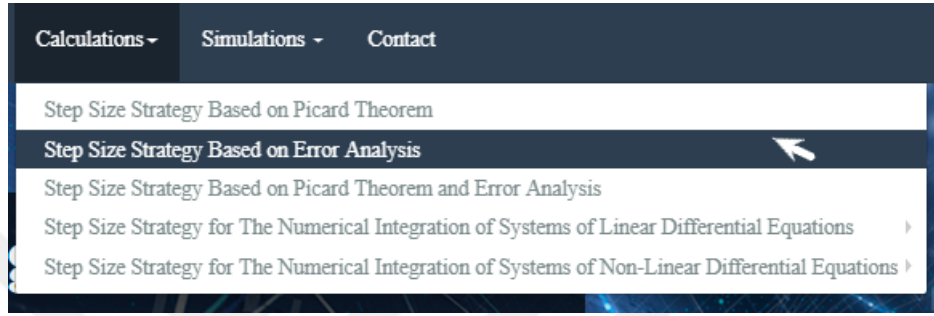 Calculations Simulations Contact
Step Size Strategy Based on Picard Theorem
Step Size Strategy Based on Error Analysis
Step Size Strategy Based on Picard Theorem and Error Analysis
Step Size Strategy for The Numerical Integration of Systems of Linear Differential Equations
Step Size Strategy for The Numerical Integration of Systems of Non-Linear Differential Equations